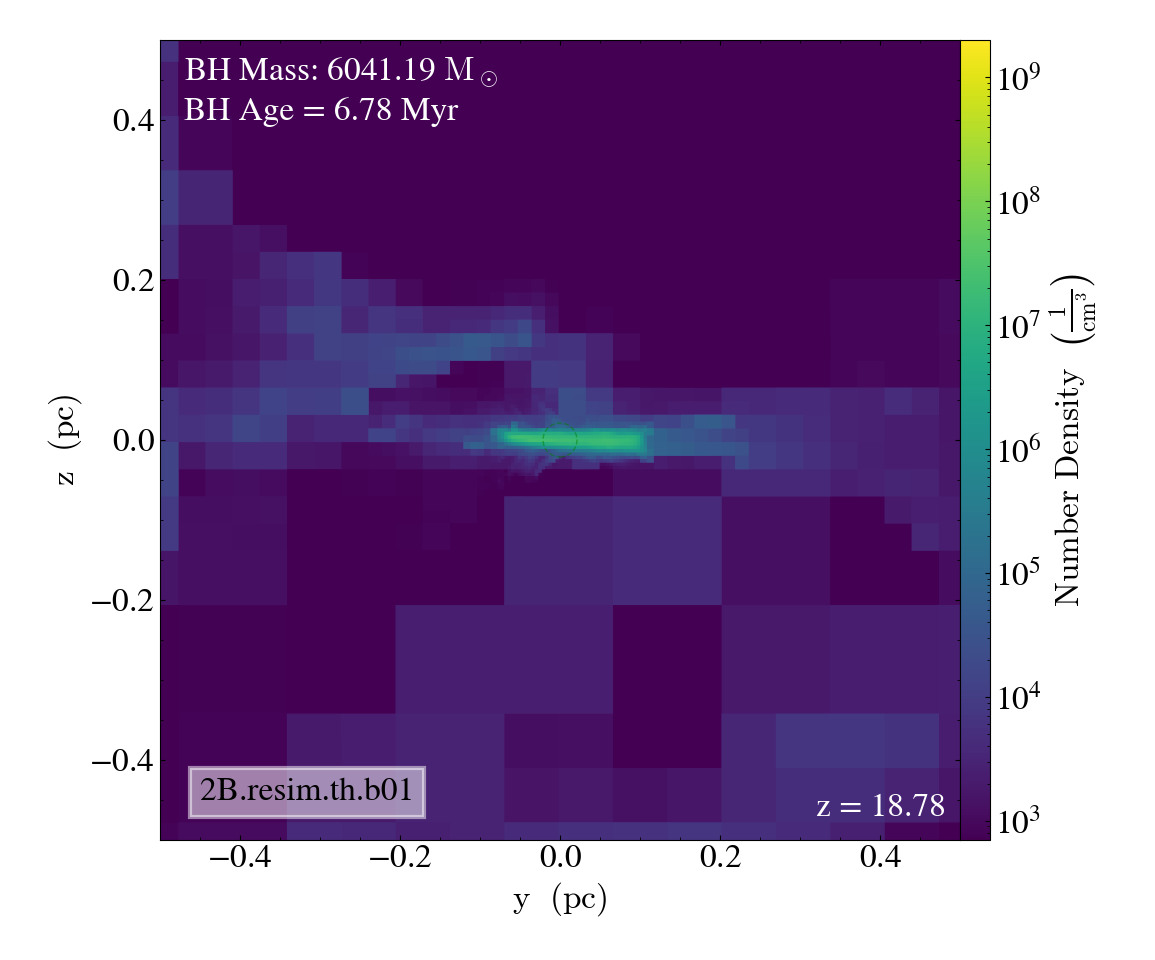 BH Mass: 6041.19 M⊙
BH Age = 6.78 Myr
0.4
0.2
0.0
−0.2
−0.4
z (pc)
2B.resim.th.b01
z = 18.78
−0.4 −0.2 0.0 0.2 0.4
y (pc)
10⁹
10⁸
10⁷
10⁶
10⁵
10⁴
10³
Number Density (1/cm³)